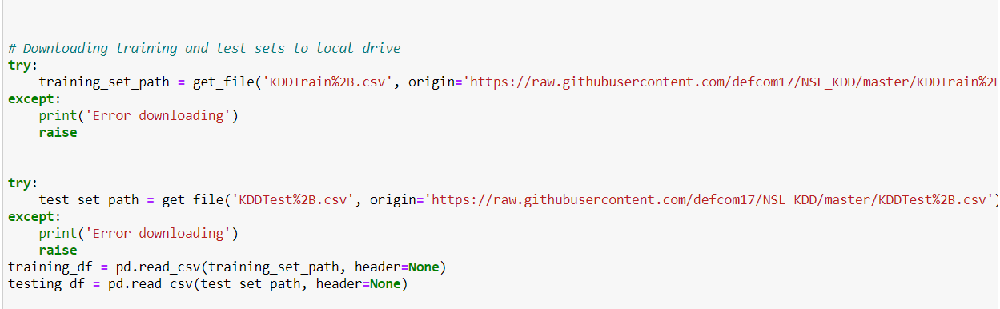 # Downloading training and test sets to local drive
try:
    training_set_path = get_file('KDDTrain%2B.csv', origin='https://raw.githubusercontent.com/defcom17/NSL_KDD/master/KDDTrain%2B
except:
    print('Error downloading')
    raise
try:
    test_set_path = get_file('KDDTest%2B.csv', origin='https://raw.githubusercontent.com/defcom17/NSL_KDD/master/KDDTest%2B.csv')
except:
    print('Error downloading')
    raise
training_df = pd.read_csv(training_set_path, header=None)
testing_df = pd.read_csv(test_set_path, header=None)